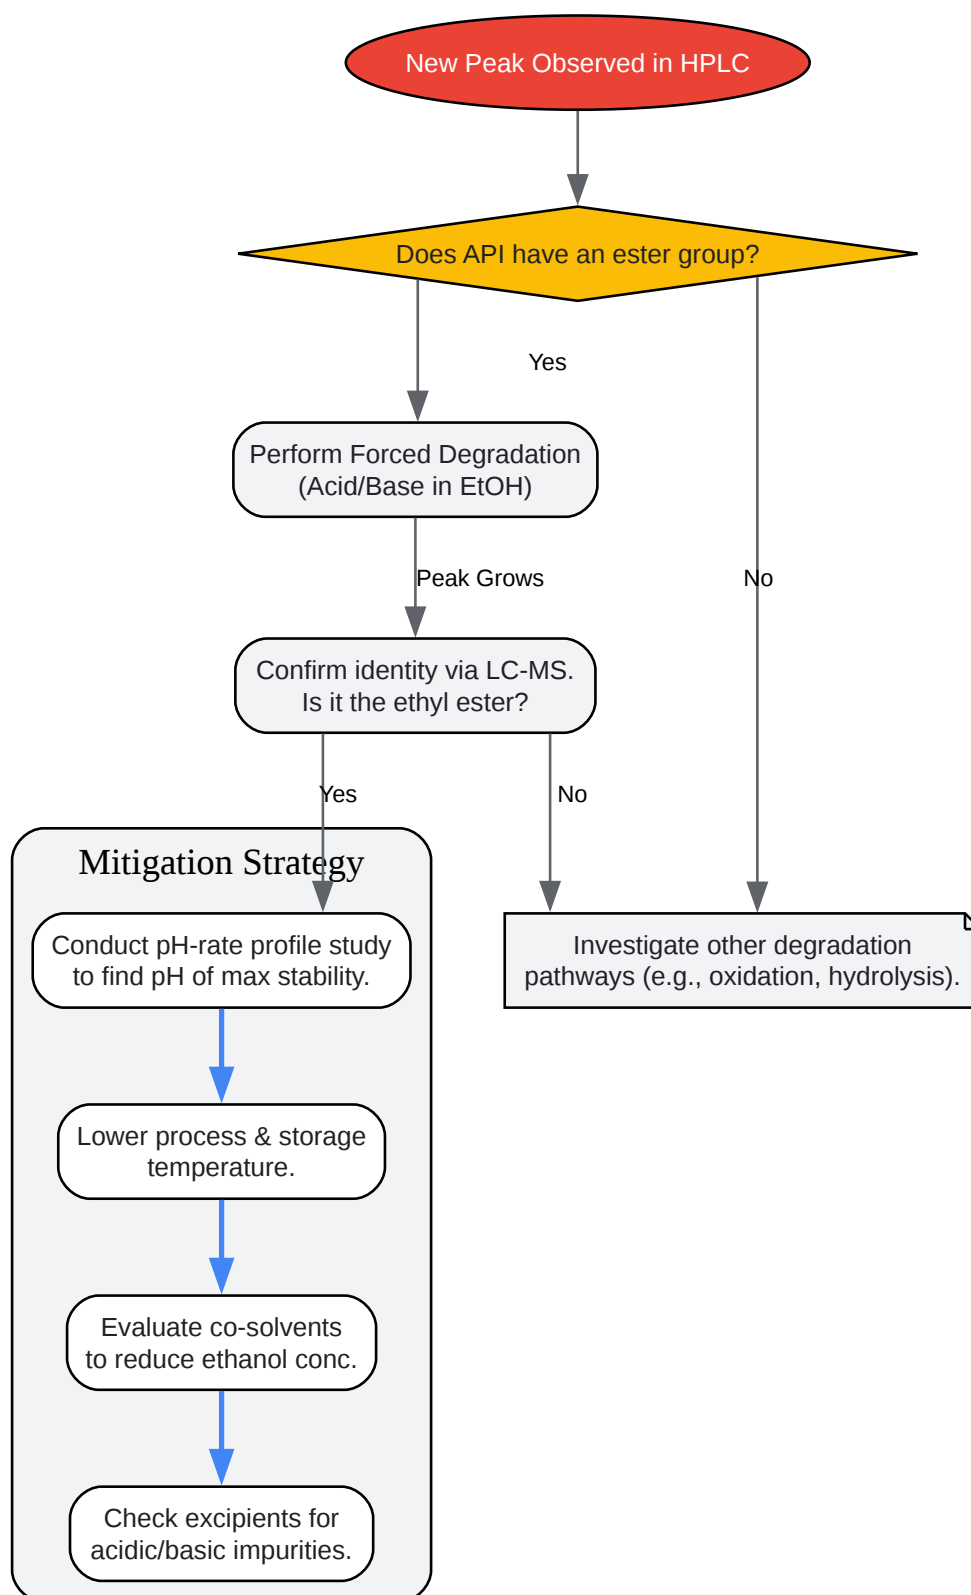 New Peak Observed in HPLC
Does API have an ester group?
Yes
Perform Forced Degradation
(Acid/Base in EtOH)
Peak Grows
No
Confirm identity via LC-MS.
Is it the ethyl ester?
Yes
No
Mitigation Strategy
Conduct pH-rate profile study
to find pH of max stability.
Investigate other degradation
pathways (e.g., oxidation, hydrolysis).
Lower process & storage
temperature.
Evaluate co-solvents
to reduce ethanol conc.
Check excipients for
acidic/basic impurities.